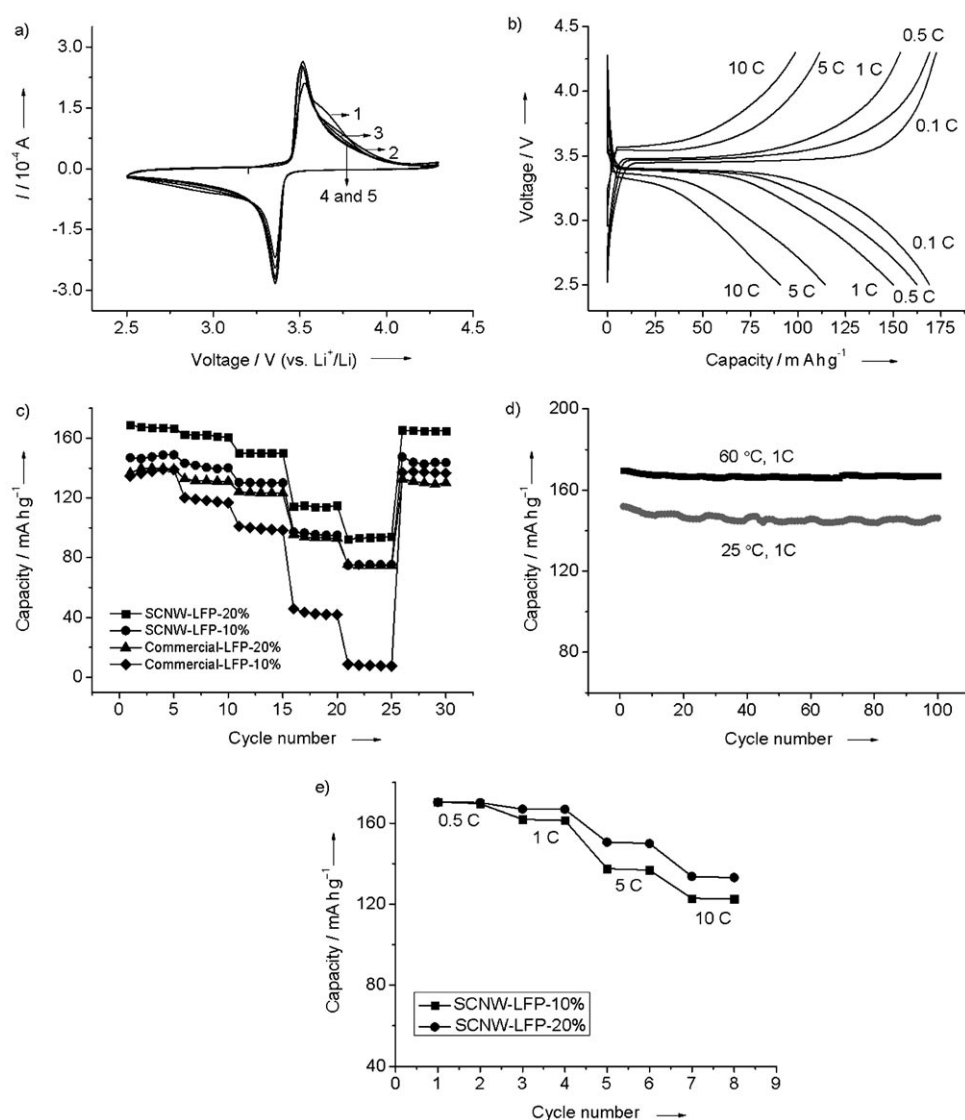 a)
3.0
1.5
0.0
-1.5
-3.0
I / 10⁻⁴ A
1
3
2
4 and 5
2.5 3.0 3.5 4.0 4.5
Voltage / V (vs. Li⁺/Li)
b)
4.5
4.0
3.5
3.0
2.5
Voltage / V
10 C 5 C 1 C 0.5 C
0.1 C
0.1 C
10 C 5 C 1 C 0.5 C
0 25 50 75 100 125 150 175
Capacity / mA h g⁻¹
c)
160
120
80
40
0
Capacity / mA h g⁻¹
SCNW-LFP-20%
SCNW-LFP-10%
Commercial-LFP-20%
Commercial-LFP-10%
0 5 10 15 20 25 30
Cycle number
d)
200
160
120
80
Capacity / mA h g⁻¹
60 °C, 1C
25 °C, 1C
0 20 40 60 80 100
Cycle number
e)
160
120
80
40
Capacity / mA h g⁻¹
0.5 C
1 C
5 C
10 C
SCNW-LFP-10%
SCNW-LFP-20%
0 1 2 3 4 5 6 7 8 9
Cycle number